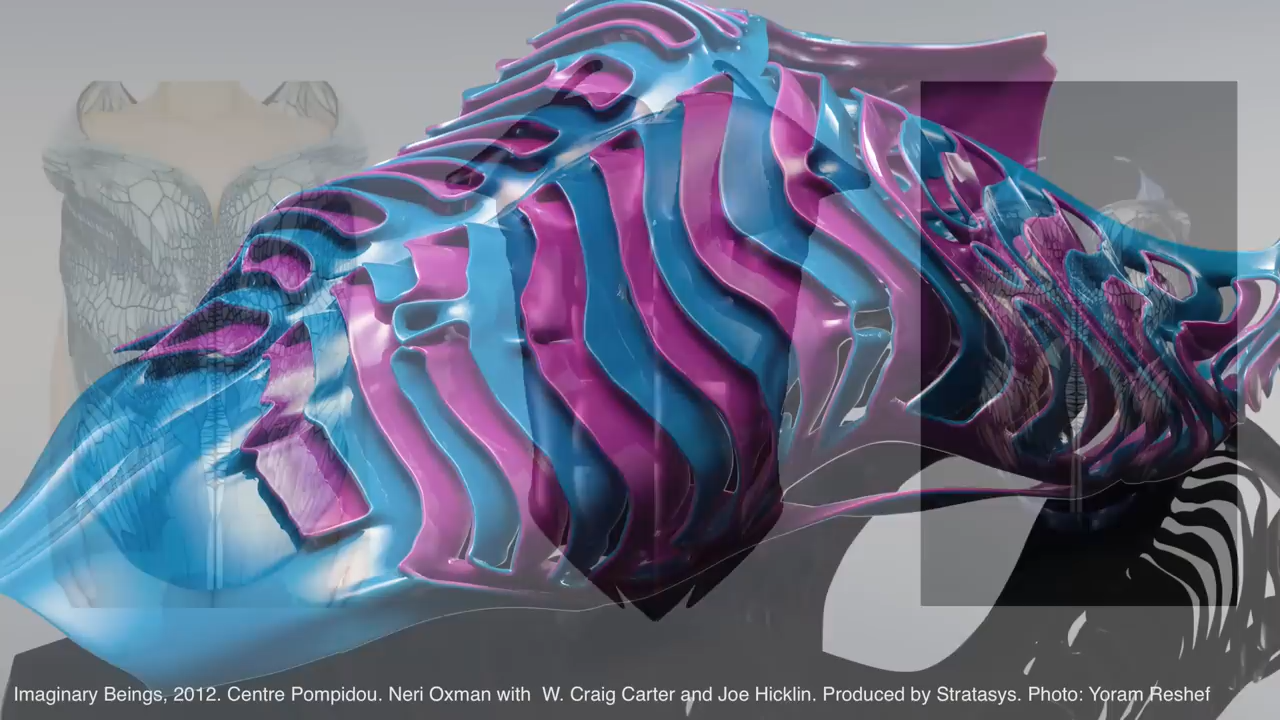 Imaginary Beings, 2012. Centre Pompidou. Neri Oxman with  W. Craig Carter and Joe Hicklin. Produced by Stratasys. Photo: Yoram Reshef